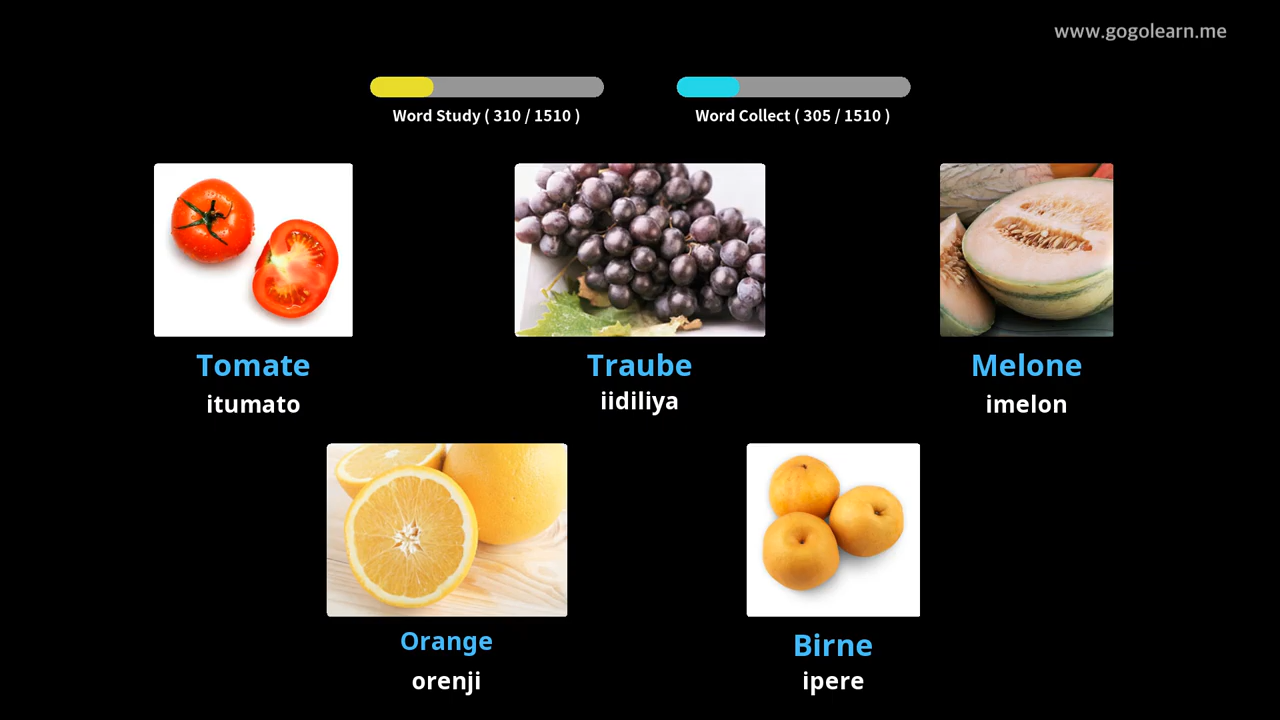 www.gogolearn.me
Word Study ( 310 / 1510 )
Word Collect ( 305 / 1510 )
Tomate
itumato
Traube
iidiliya
Melone
imelon
Orange
orenji
Birne
ipere